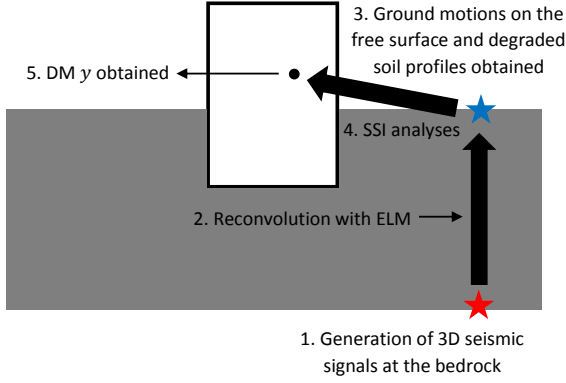 3. Ground motions on the
free surface and degraded
soil profiles obtained
5. DM y obtained
4. SSI analyses
2. Reconvolution with ELM
1. Generation of 3D seismic
signals at the bedrock